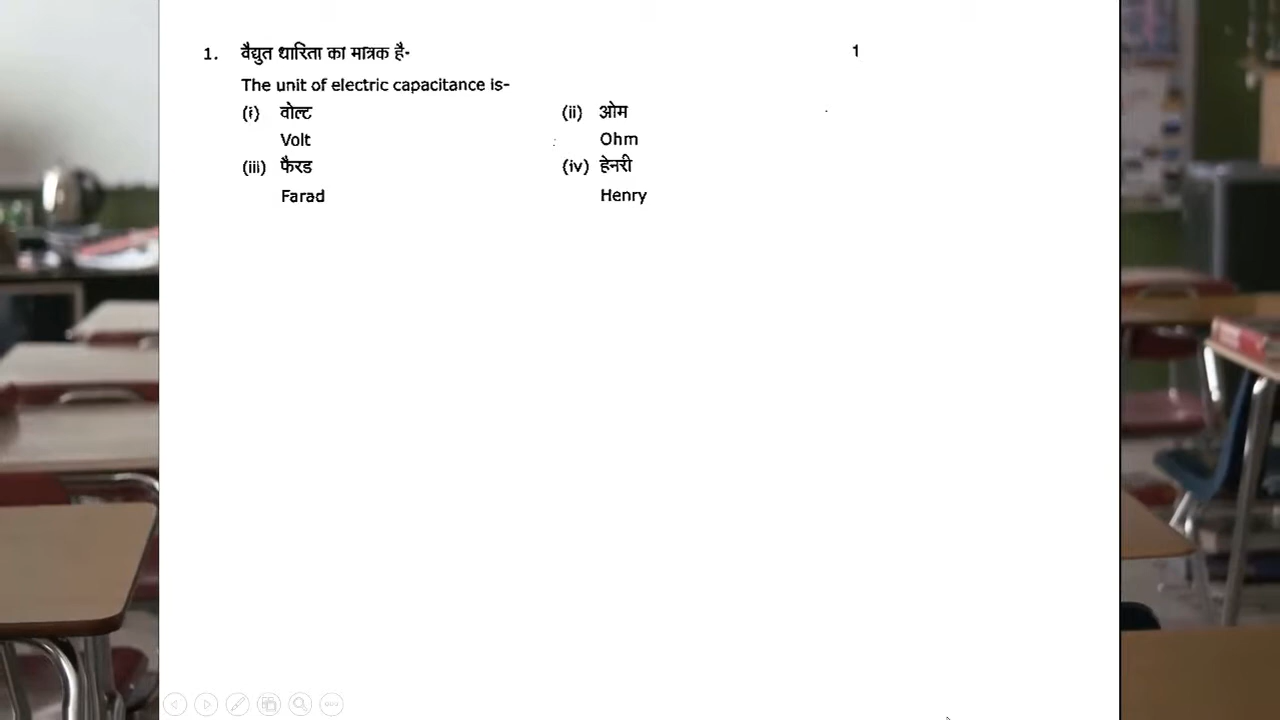 1. वैद्युत धारिता का मात्रक है- 1
The unit of electric capacitance is-
(i) वोल्ट (ii) ओम
Volt Ohm
(iii) फैरड (iv) हेनरी
Farad Henry